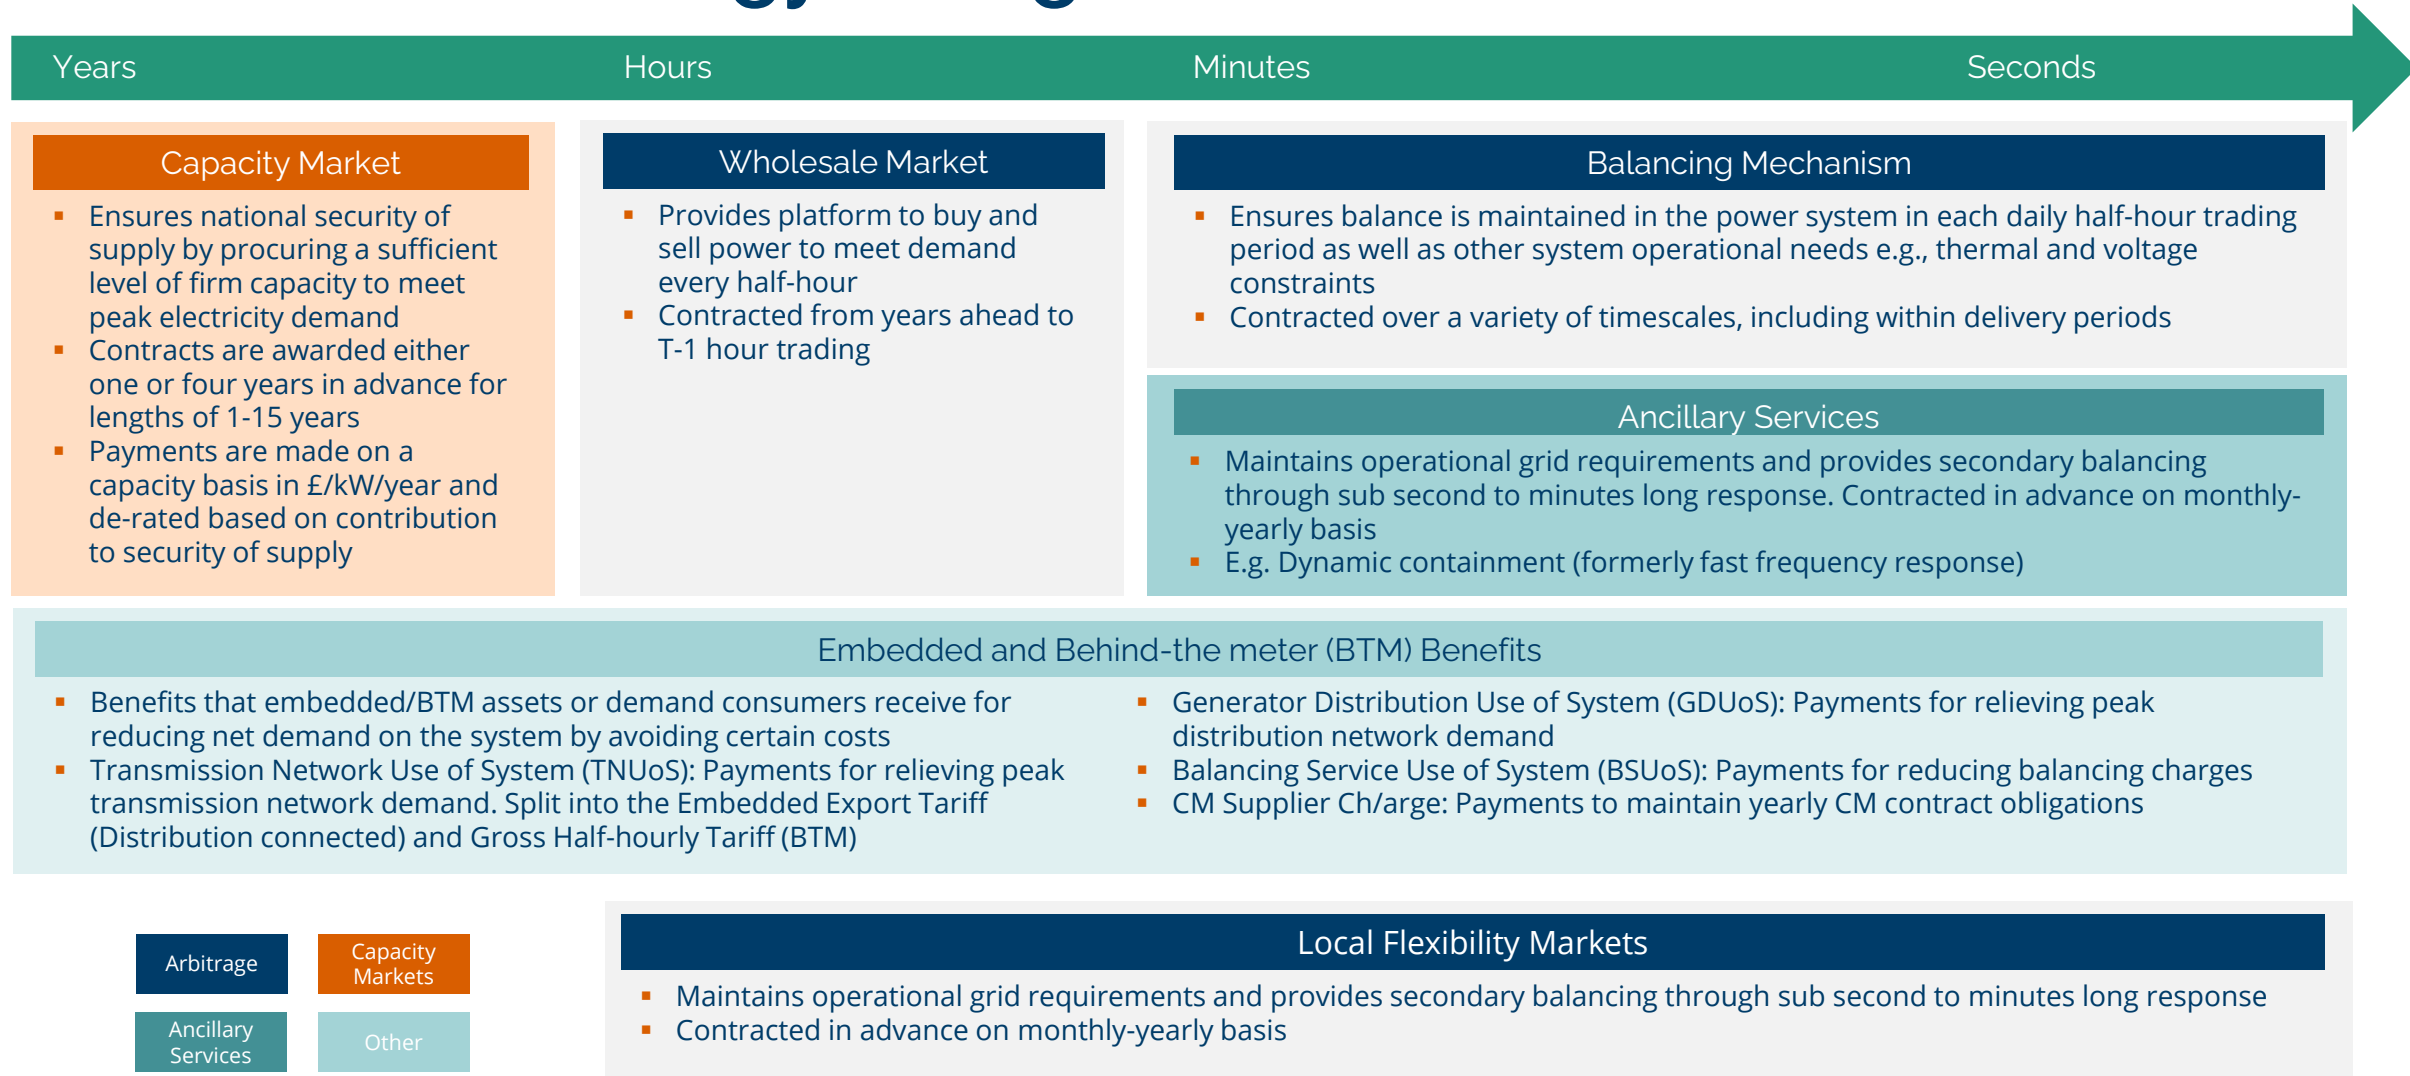 Years
Hours
Minutes
Seconds
Capacity Market
▪ Ensures national security of
supply by procuring a sufficient
level of firm capacity to meet
peak electricity demand
▪ Contracts are awarded either
one or four years in advance for
lengths of 1-15 years
▪ Payments are made on a
capacity basis in £/kW/year and
de-rated based on contribution
to security of supply
Wholesale Market
▪ Provides platform to buy and
sell power to meet demand
every half-hour
▪ Contracted from years ahead to
T-1 hour trading
Balancing Mechanism
▪ Ensures balance is maintained in the power system in each daily half-hour trading
period as well as other system operational needs e.g., thermal and voltage
constraints
▪ Contracted over a variety of timescales, including within delivery periods
Ancillary Services
▪ Maintains operational grid requirements and provides secondary balancing
through sub second to minutes long response. Contracted in advance on monthly-
yearly basis
▪ E.g. Dynamic containment (formerly fast frequency response)
Embedded and Behind-the meter (BTM) Benefits
▪ Benefits that embedded/BTM assets or demand consumers receive for
reducing net demand on the system by avoiding certain costs
▪ Transmission Network Use of System (TNUoS): Payments for relieving peak
transmission network demand. Split into the Embedded Export Tariff
(Distribution connected) and Gross Half-hourly Tariff (BTM)
▪ Generator Distribution Use of System (GDUoS): Payments for relieving peak
distribution network demand
▪ Balancing Service Use of System (BSUoS): Payments for reducing balancing charges
▪ CM Supplier Ch/arge: Payments to maintain yearly CM contract obligations
Arbitrage
Capacity
Markets
Ancillary
Services
Other
Local Flexibility Markets
▪ Maintains operational grid requirements and provides secondary balancing through sub second to minutes long response
▪ Contracted in advance on monthly-yearly basis